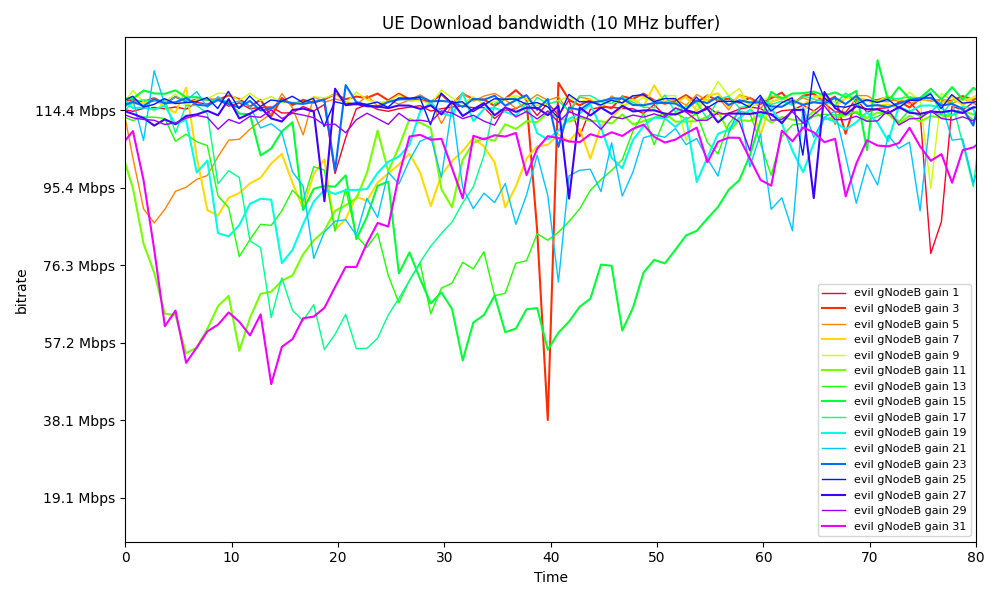 UE Download bandwidth (10 MHz buffer)
bitrate
114.4 Mbps
95.4 Mbps
76.3 Mbps
57.2 Mbps
38.1 Mbps
19.1 Mbps
evil gNodeB gain 1
evil gNodeB gain 3
evil gNodeB gain 5
evil gNodeB gain 7
evil gNodeB gain 9
evil gNodeB gain 11
evil gNodeB gain 13
evil gNodeB gain 15
evil gNodeB gain 17
evil gNodeB gain 19
evil gNodeB gain 21
evil gNodeB gain 23
evil gNodeB gain 25
evil gNodeB gain 27
evil gNodeB gain 29
evil gNodeB gain 31
0 10 20 30 40 50 60 70 80
Time